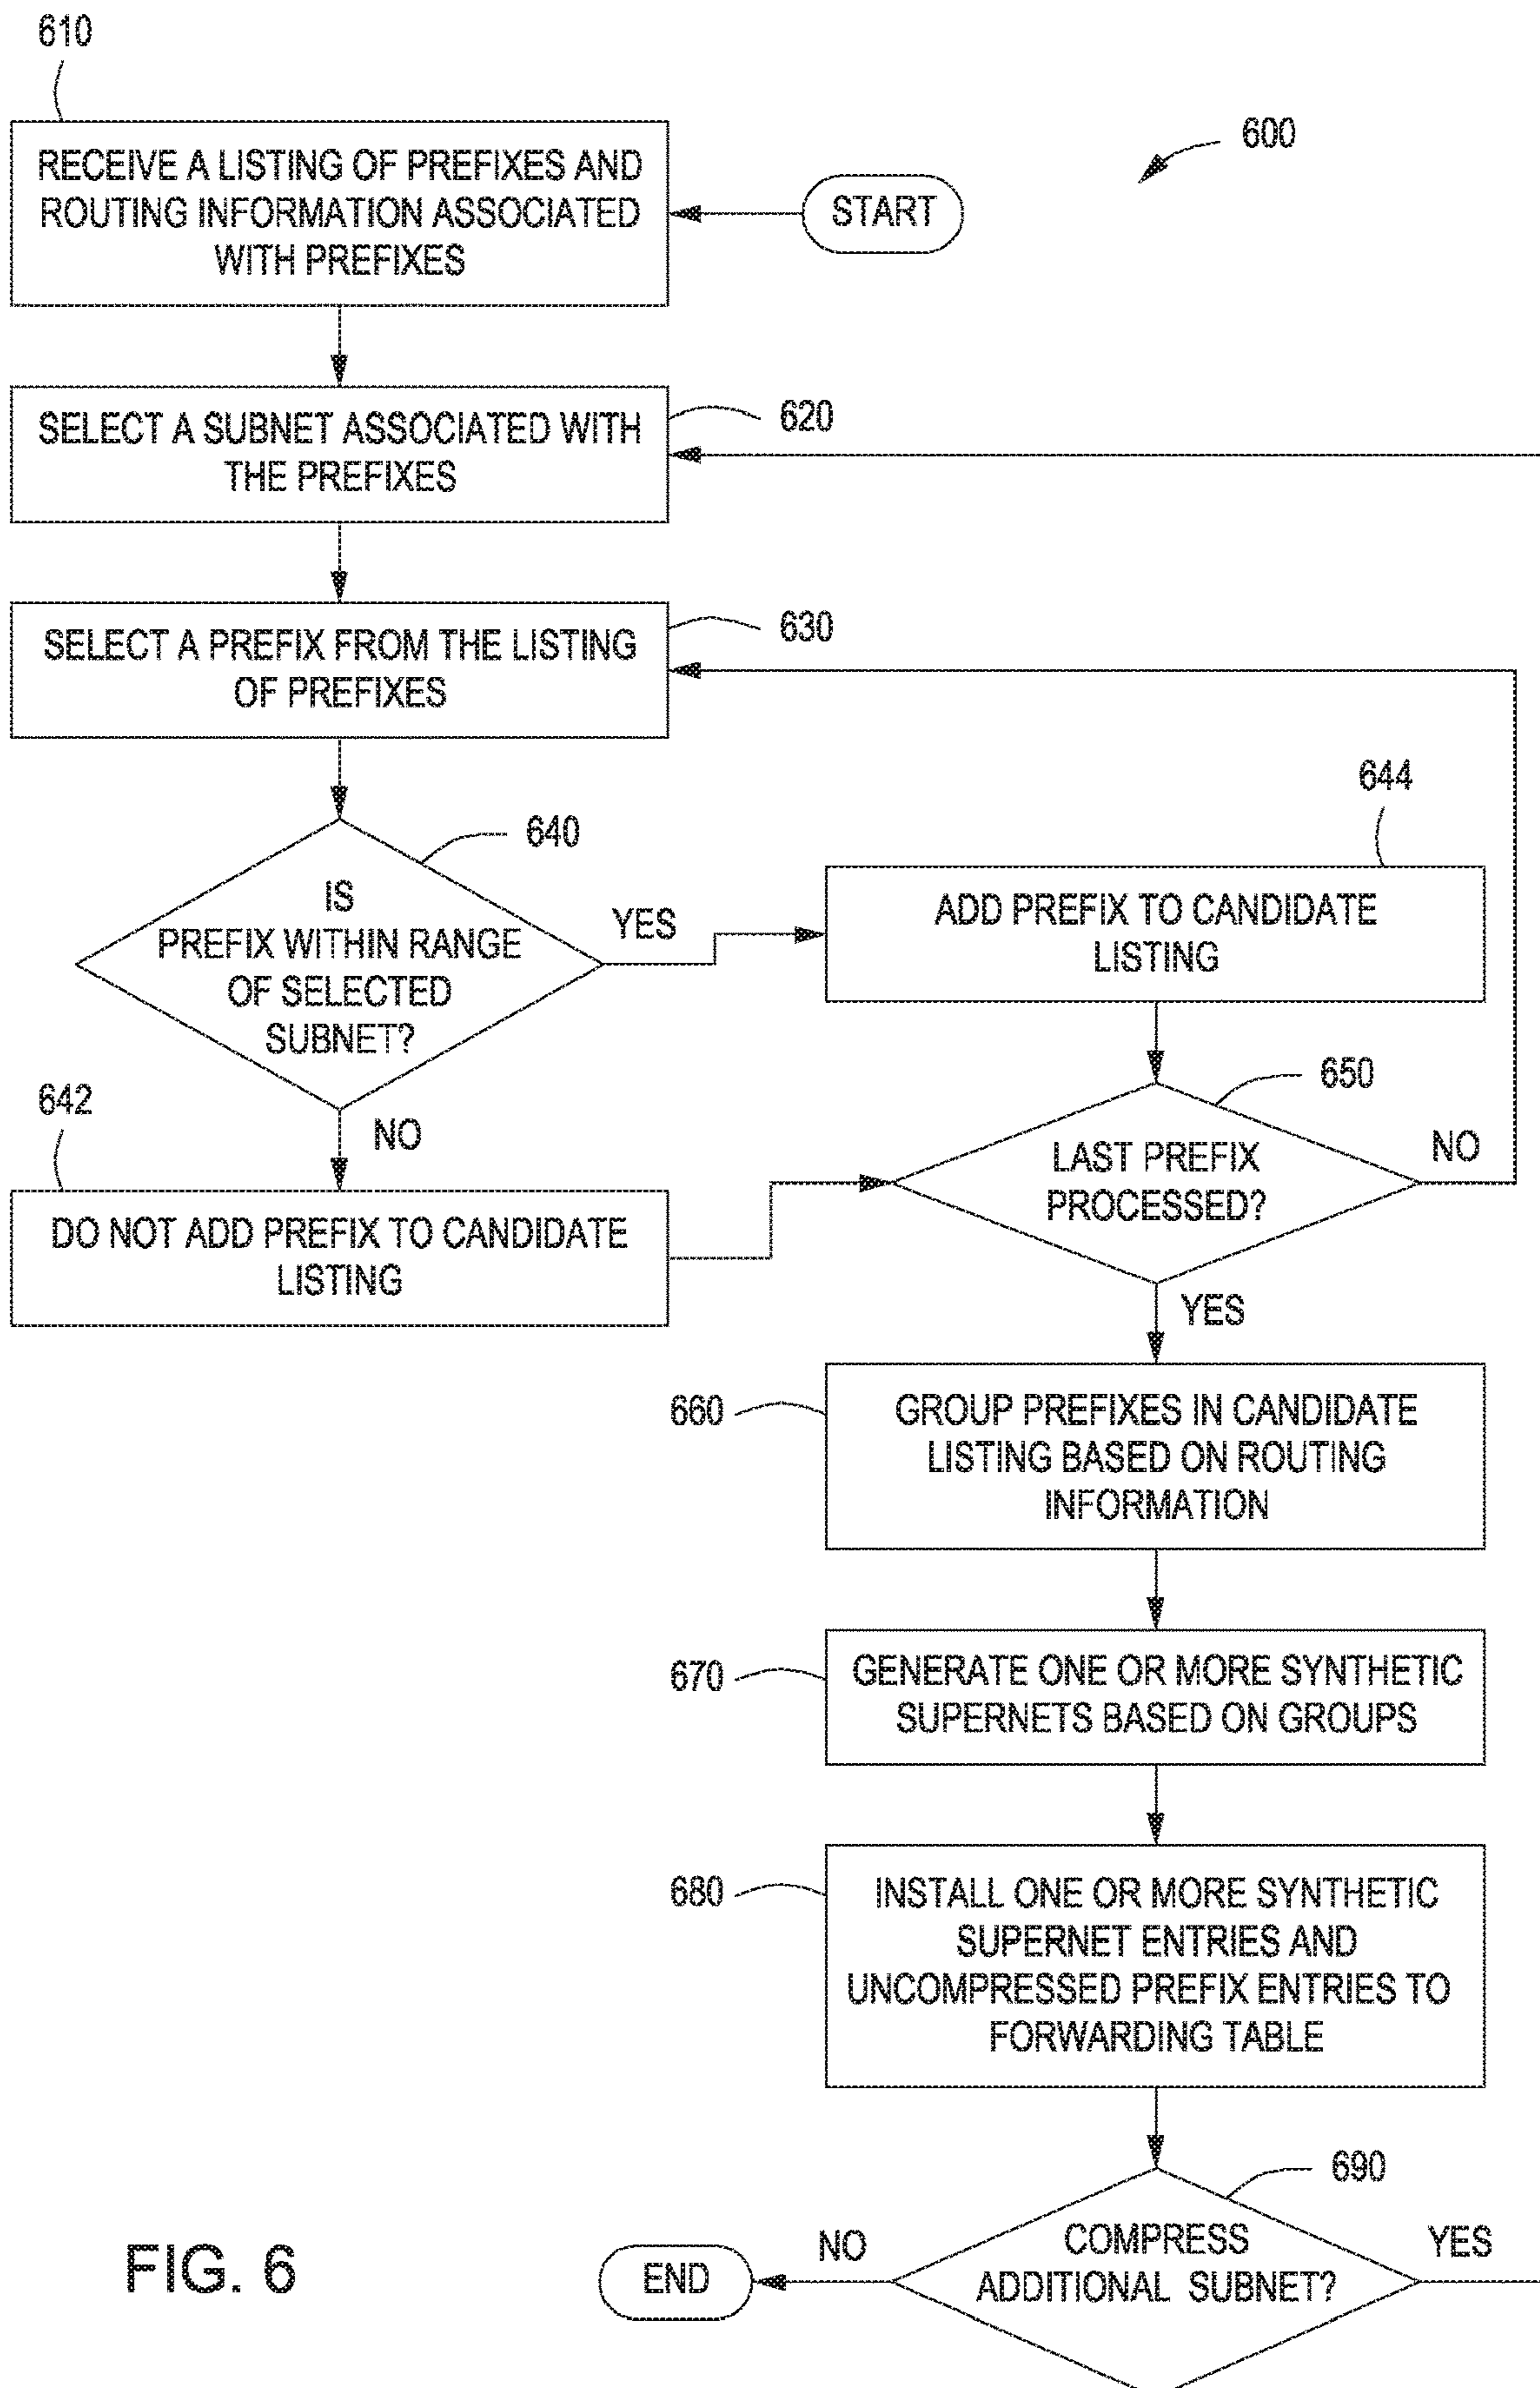 610
600
RECEIVE A LISTING OF PREFIXES AND
ROUTING INFORMATION ASSOCIATED
WITH PREFIXES
START
SELECT A SUBNET ASSOCIATED WITH
THE PREFIXES
620
SELECT A PREFIX FROM THE LISTING
OF PREFIXES
630
640
IS
PREFIX WITHIN RANGE
OF SELECTED
SUBNET?
YES
644
ADD PREFIX TO CANDIDATE
LISTING
NO
642
DO NOT ADD PREFIX TO CANDIDATE
LISTING
650
LAST PREFIX
PROCESSED?
NO
YES
660
GROUP PREFIXES IN CANDIDATE
LISTING BASED ON ROUTING
INFORMATION
670
GENERATE ONE OR MORE SYNTHETIC
SUPERNETS BASED ON GROUPS
680
INSTALL ONE OR MORE SYNTHETIC
SUPERNET ENTRIES AND
UNCOMPRESSED PREFIX ENTRIES TO
FORWARDING TABLE
690
COMPRESS
ADDITIONAL SUBNET?
YES
NO
END
FIG. 6